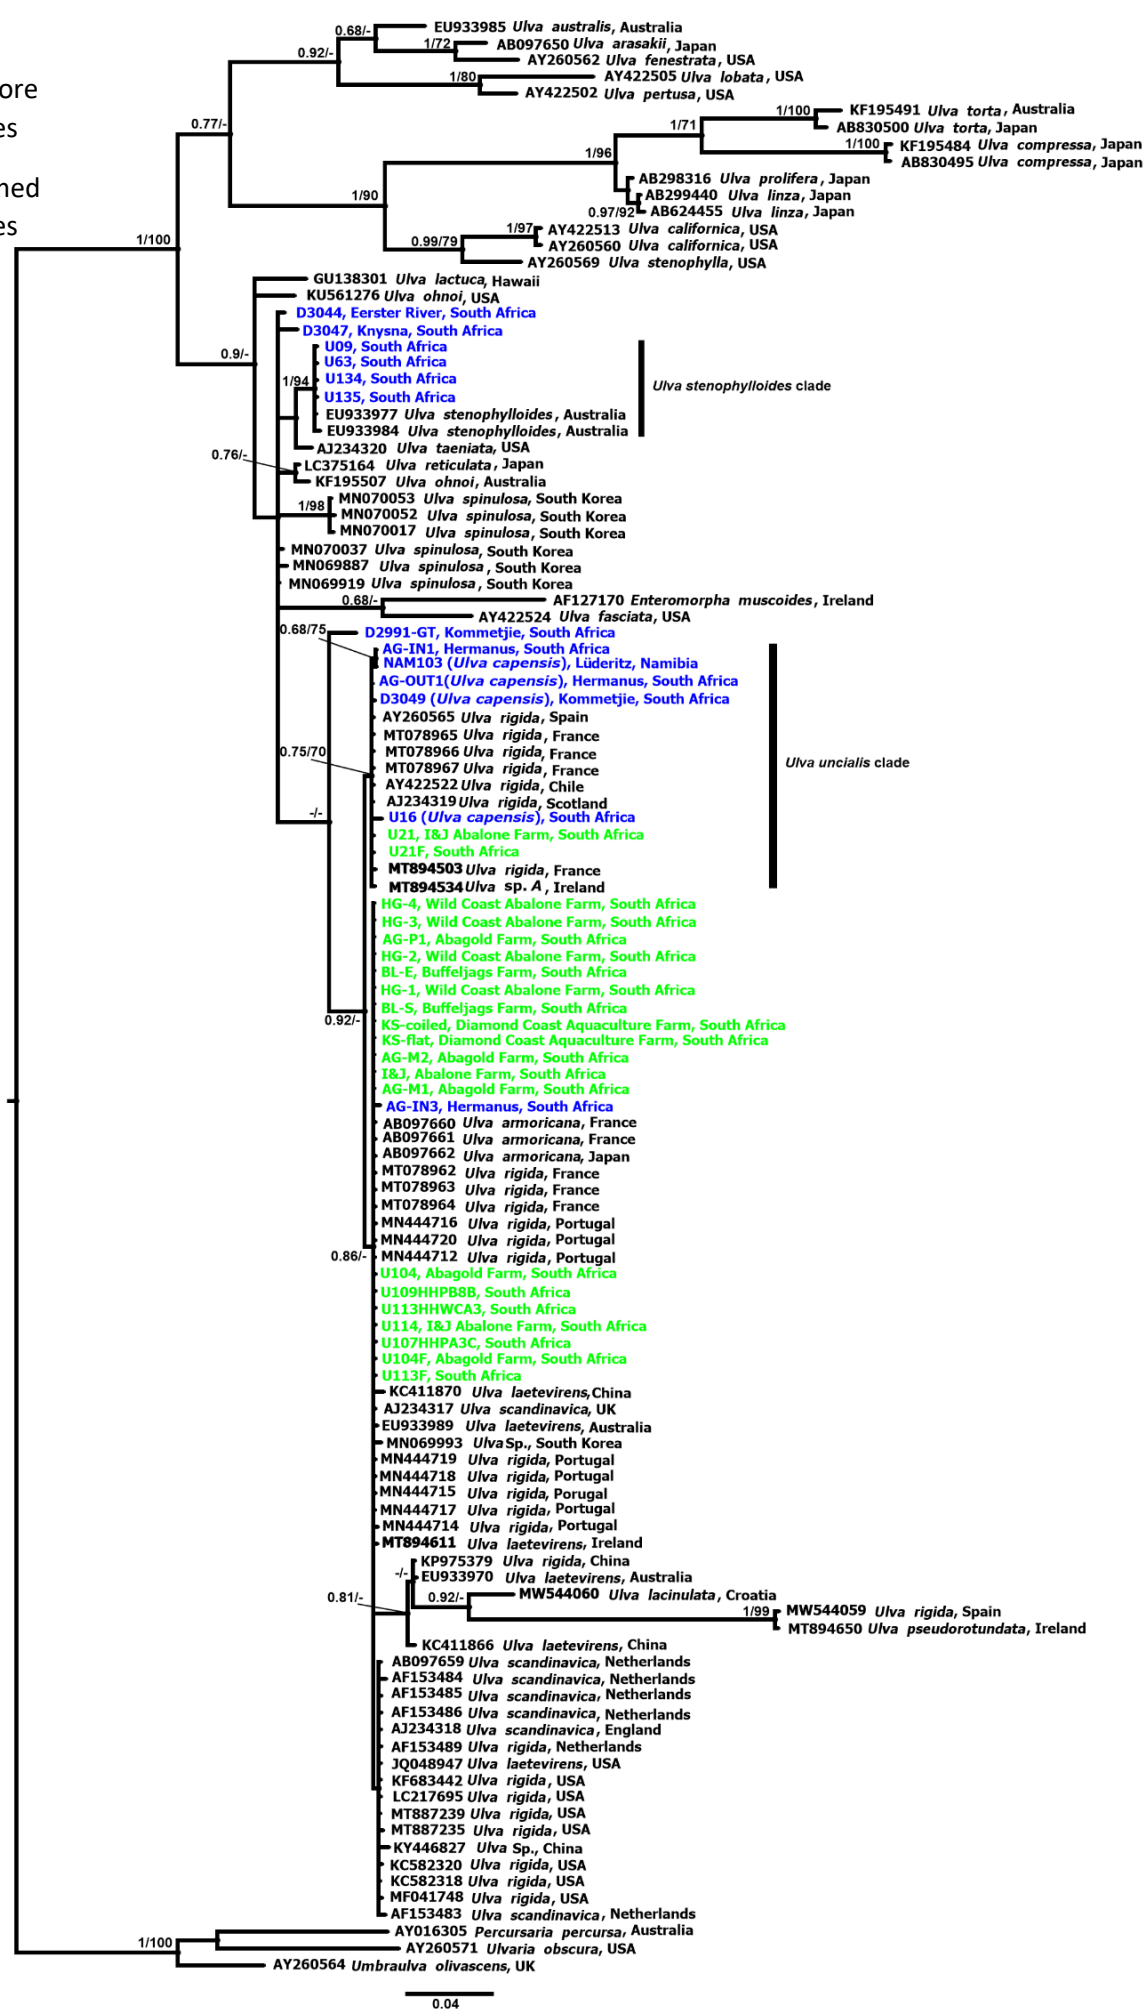 ore
es
ned
es
0.68/-
EU933985 Ulva australis, Australia
1/72
AB097650 Ulva arasakii, Japan
0.92/-
AY260562 Ulva fenestrata, USA
1/80
AY422505 Ulva lobata, USA
AY422502 Ulva pertusa, USA
0.77/-
1/100
KF195491 Ulva torta, Australia
1/71
AB830500 Ulva torta, Japan
1/100
KF195484 Ulva compressa, Japan
AB830495 Ulva compressa, Japan
1/96
AB298316 Ulva prolifera, Japan
1/90
AB299440 Ulva linza, Japan
0.97/92
AB624455 Ulva linza, Japan
1/97
AY422513 Ulva californica, USA
0.99/79
AY260560 Ulva californica, USA
AY260569 Ulva stenophylla, USA
1/100
GU138301 Ulva lactuca, Hawaii
KU561276 Ulva ohnoi, USA
D3044, Eerster River, South Africa
D3047, Knysna, South Africa
0.9/-
U09, South Africa
U63, South Africa
1/94
U134, South Africa
Ulva stenophylloides clade
U135, South Africa
EU933977 Ulva stenophylloides, Australia
EU933984 Ulva stenophylloides, Australia
AJ234320 Ulva taeniata, USA
0.76/-
LC375164 Ulva reticulata, Japan
KF195507 Ulva ohnoi, Australia
1/98
MN070053 Ulva spinulosa, South Korea
MN070052 Ulva spinulosa, South Korea
MN070017 Ulva spinulosa, South Korea
MN070037 Ulva spinulosa, South Korea
MN069887 Ulva spinulosa, South Korea
MN069919 Ulva spinulosa, South Korea
0.68/-
AF127170 Enteromorpha muscoides, Ireland
AY422524 Ulva fasciata, USA
0.68/75
D2991-GT, Kommetjie, South Africa
AG-IN1, Hermanus, South Africa
NAM103 (Ulva capensis), Lüderitz, Namibia
AG-OUT1(Ulva capensis), Hermanus, South Africa
D3049 (Ulva capensis), Kommetjie, South Africa
AY260565 Ulva rigida, Spain
MT078965 Ulva rigida, France
0.75/70
MT078966 Ulva rigida, France
Ulva uncialis clade
MT078967 Ulva rigida, France
AY422522 Ulva rigida, Chile
AJ234319 Ulva rigida, Scotland
-/-
U16 (Ulva capensis), South Africa
U21, I&J Abalone Farm, South Africa
U21F, South Africa
MT894503 Ulva rigida, France
MT894534 Ulva sp. A, Ireland
HG-4, Wild Coast Abalone Farm, South Africa
HG-3, Wild Coast Abalone Farm, South Africa
AG-P1, Abagold Farm, South Africa
HG-2, Wild Coast Abalone Farm, South Africa
BL-E, Buffeljags Farm, South Africa
HG-1, Wild Coast Abalone Farm, South Africa
BL-S, Buffeljags Farm, South Africa
0.92/-
KS-coiled, Diamond Coast Aquaculture Farm, South Africa
KS-flat, Diamond Coast Aquaculture Farm, South Africa
AG-M2, Abagold Farm, South Africa
I&J, Abalone Farm, South Africa
AG-M1, Abagold Farm, South Africa
AG-IN3, Hermanus, South Africa
AB097660 Ulva armoricana, France
AB097661 Ulva armoricana, France
AB097662 Ulva armoricana, Japan
MT078962 Ulva rigida, France
MT078963 Ulva rigida, France
MT078964 Ulva rigida, France
MN444716 Ulva rigida, Portugal
MN444720 Ulva rigida, Portugal
0.86/-
MN444712 Ulva rigida, Portugal
U104, Abagold Farm, South Africa
U109HHPB8B, South Africa
U113HHWCA3, South Africa
U114, I&J Abalone Farm, South Africa
U107HHPA3C, South Africa
U104F, Abagold Farm, South Africa
U113F, South Africa
KC411870 Ulva laetevirens,China
AJ234317 Ulva scandinavica, UK
EU933989 Ulva laetevirens, Australia
MN069993 Ulva Sp., South Korea
MN444719 Ulva rigida, Portugal
MN444718 Ulva rigida, Portugal
MN444715 Ulva rigida, Porugal
MN444717 Ulva rigida, Portugal
MN444714 Ulva rigida, Portugal
MT894611 Ulva laetevirens, Ireland
KP975379 Ulva rigida, China
-/-
EU933970 Ulva laetevirens, Australia
0.81/-
0.92/-
MW544060 Ulva lacinulata, Croatia
1/99
MW544059 Ulva rigida, Spain
MT894650 Ulva pseudorotundata, Ireland
KC411866 Ulva laetevirens, China
AB097659 Ulva scandinavica, Netherlands
AF153484 Ulva scandinavica, Netherlands
AF153485 Ulva scandinavica, Netherlands
AF153486 Ulva scandinavica, Netherlands
AJ234318 Ulva scandinavica, England
AF153489 Ulva rigida, Netherlands
JQ048947 Ulva laetevirens, USA
KF683442 Ulva rigida, USA
LC217695 Ulva rigida, USA
MT887239 Ulva rigida, USA
MT887235 Ulva rigida, USA
KY446827 Ulva Sp., China
KC582320 Ulva rigida, USA
KC582318 Ulva rigida, USA
MF041748 Ulva rigida, USA
AF153483 Ulva scandinavica, Netherlands
AY016305 Percursaria percursa, Australia
1/100
AY260571 Ulvaria obscura, USA
AY260564 Umbraulva olivascens, UK
0.04